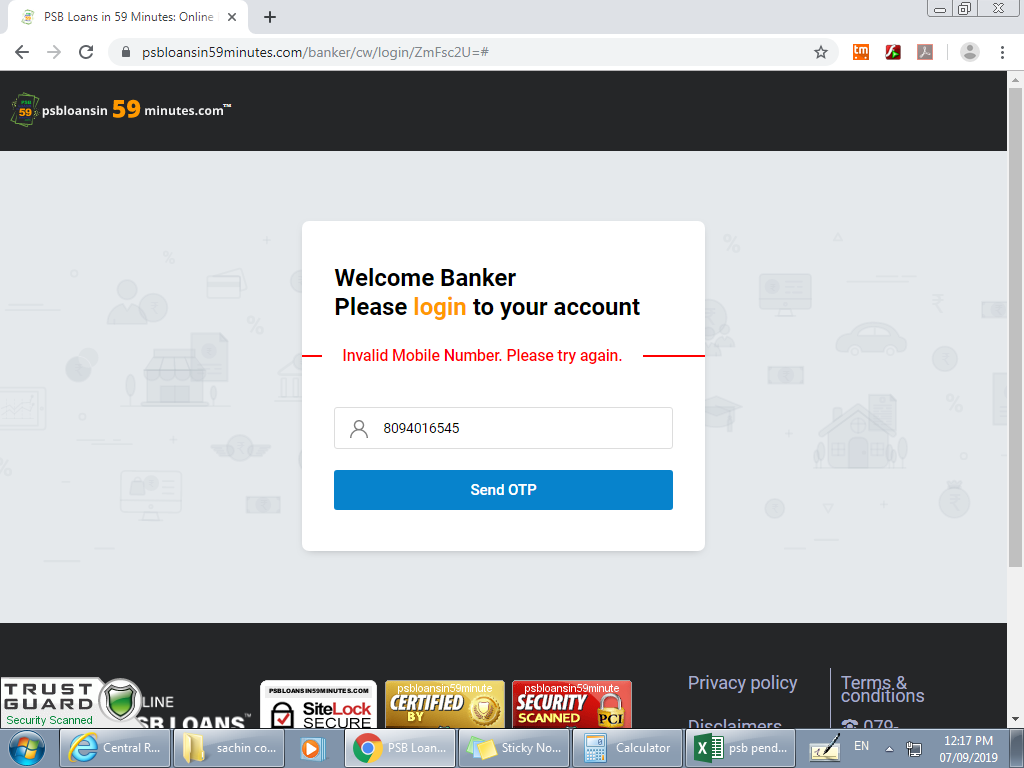 PSB Loans in 59 Minutes: Online
psbloansin59minutes.com/banker/cw/login/ZmFsc2U=#
tm
PSB
59
psbloansin 59 minutes.com™
Welcome Banker
Please login to your account
Invalid Mobile Number. Please try again.
8094016545
Send OTP
TRUST
GUARD
Security Scanned
LINE
SB LOANS™
PSBLOANSIN59MINUTES.COM
SiteLock
SECURE
psbloansin59minute
CERTIFIED
BY
psbloansin59minute
SECURITY
SCANNED
PCI
Privacy policy
Disclaimers
Terms &
conditions
079-
Central R...
sachin co...
PSB Loan...
Sticky No...
Calculator
psb pend...
EN
12:17 PM
07/09/2019